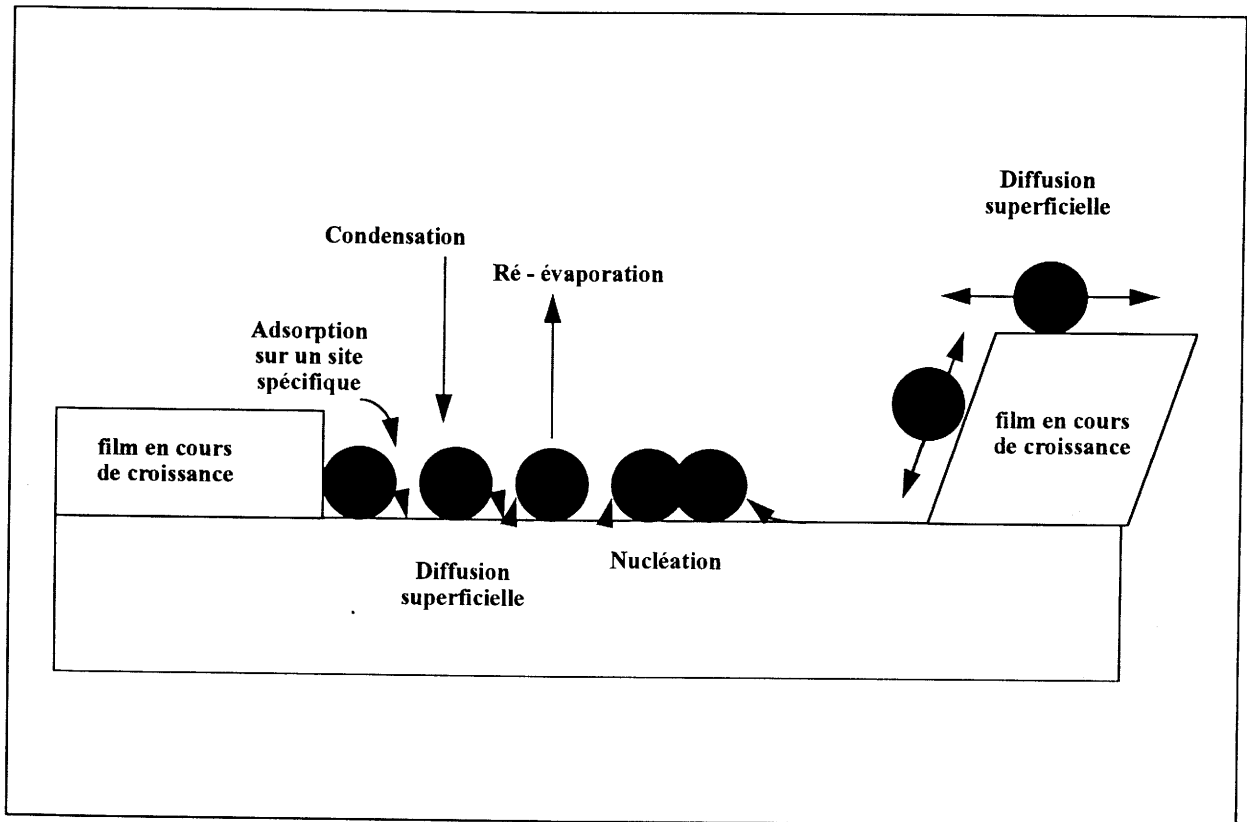 Diffusion
superficielle
Condensation
Ré - évaporation
Adsorption
sur un site
spécifique
film en cours
de croissance
film en cours
de croissance
Diffusion
superficielle
Nucléation